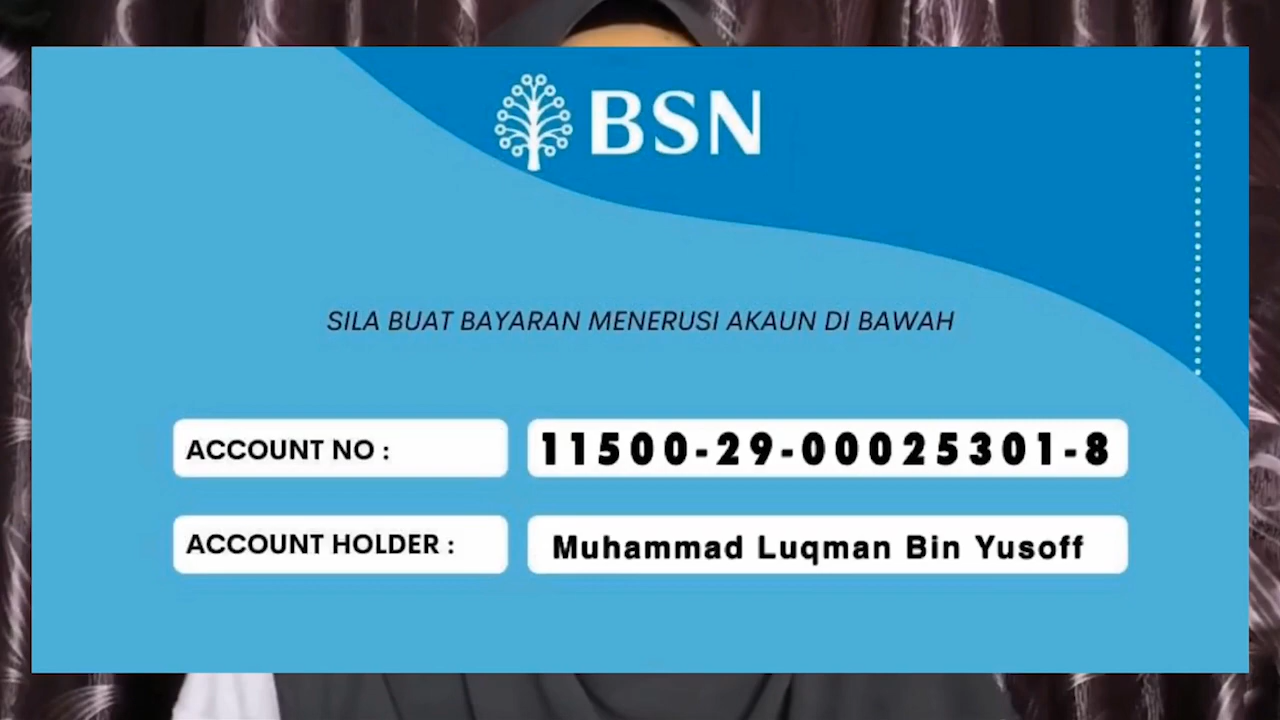 BSN
SILA BUAT BAYARAN MENERUSI AKAUN DI BAWAH
ACCOUNT NO : 11500-29-00025301-8
ACCOUNT HOLDER : Muhammad Luqman Bin Yusoff